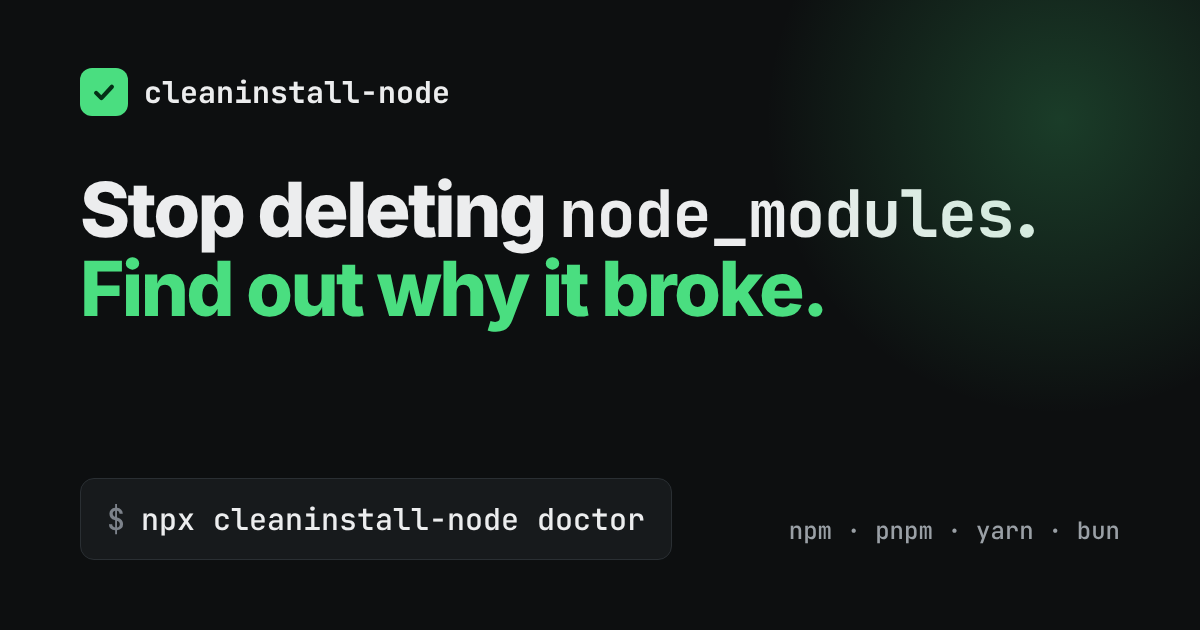 cleaninstall-node
Stop deleting node_modules.
Find out why it broke.
$ npx cleaninstall-node doctor
npm · pnpm · yarn · bun